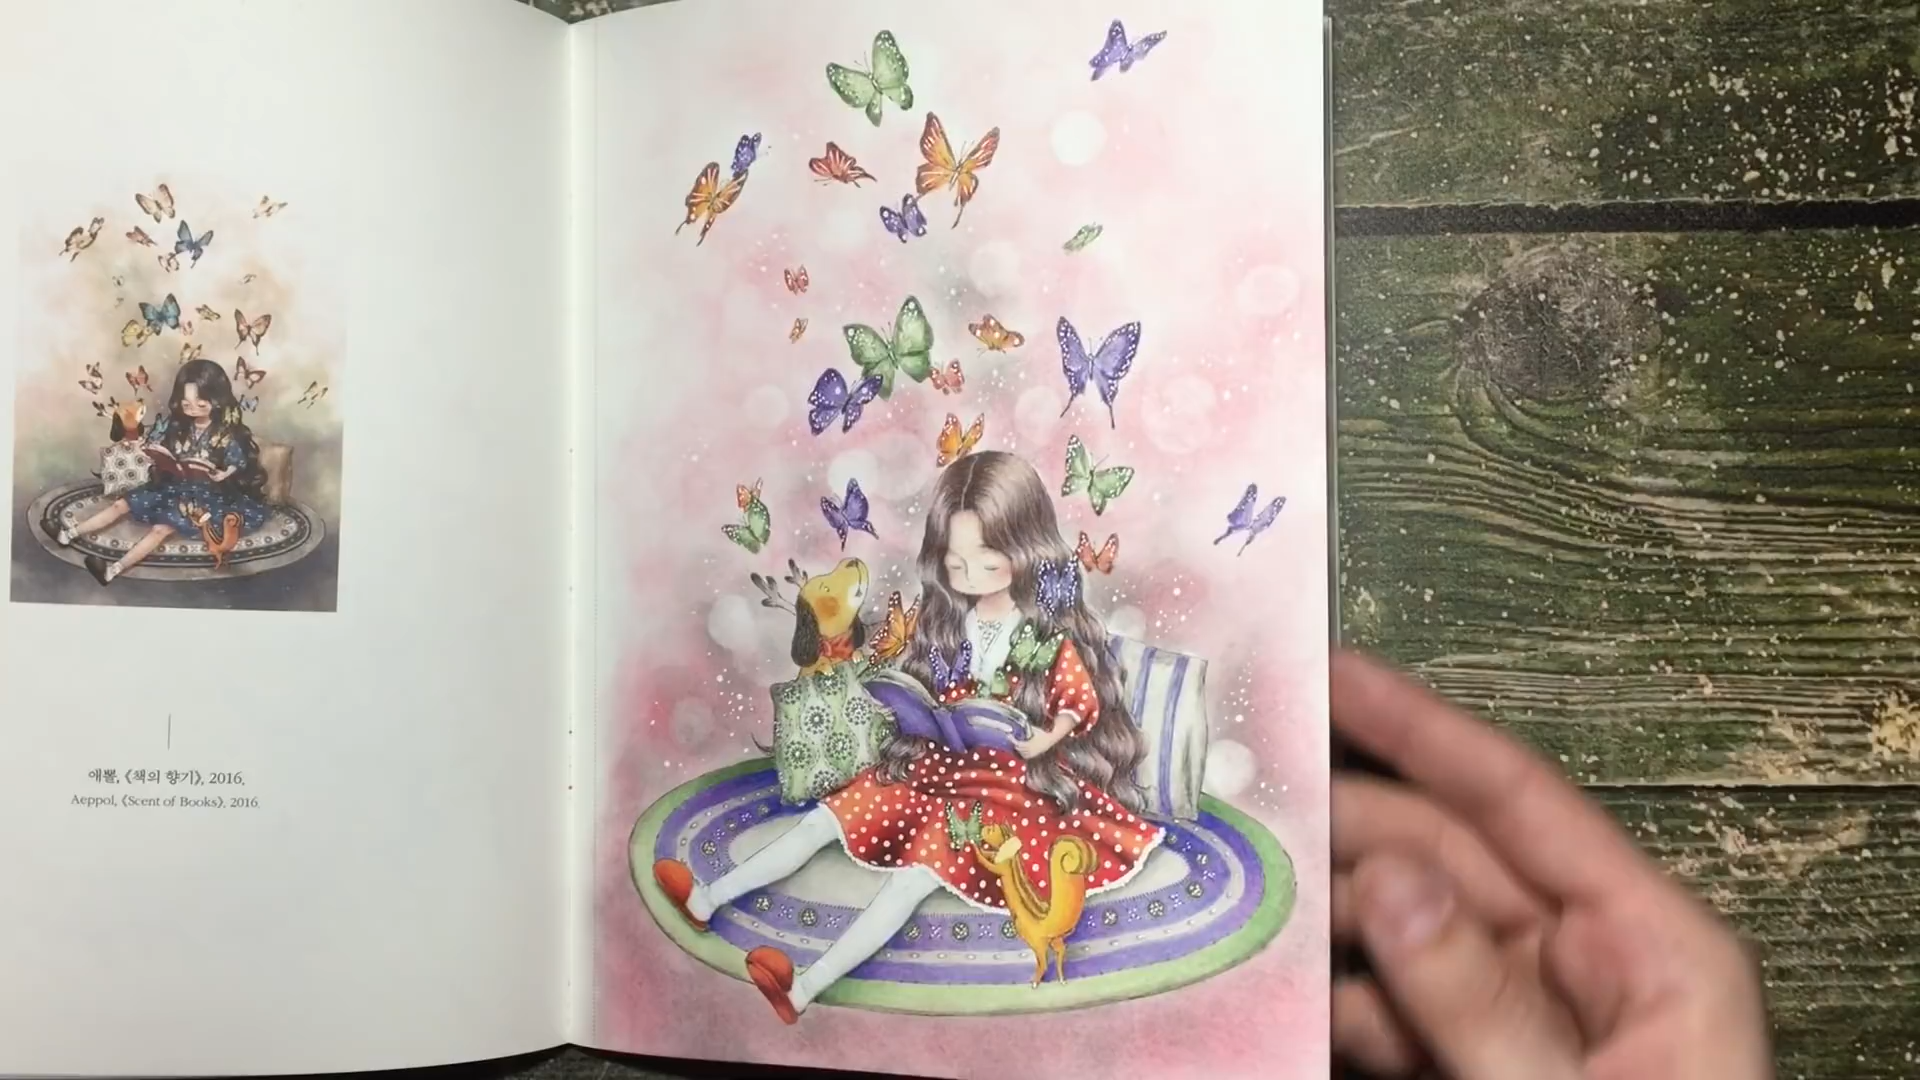 애뽈, 《책의 향기》, 2016.
Aeppol, 《Scent of Books》, 2016.